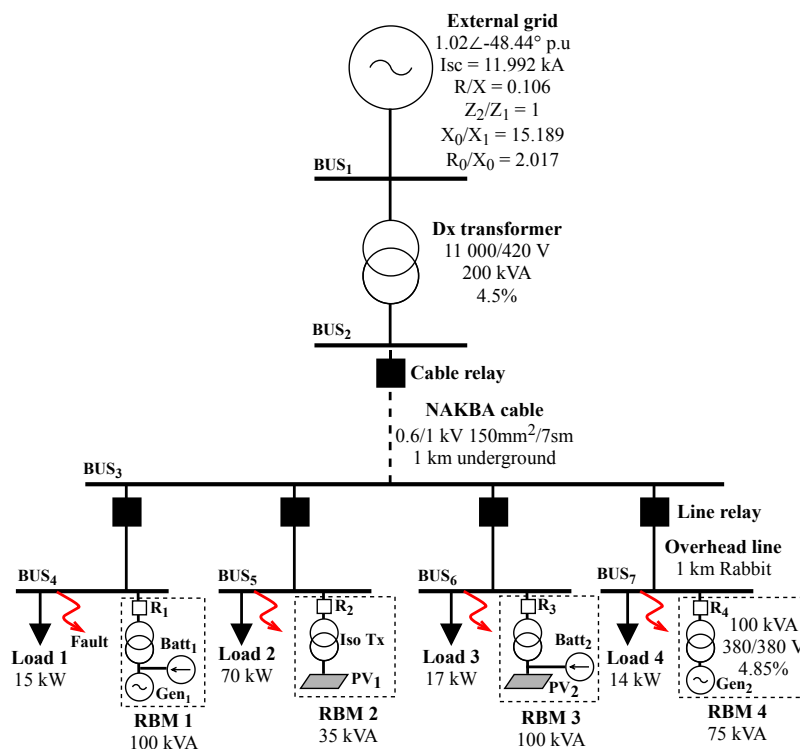 External grid
1.02∠-48.44° p.u
Isc = 11.992 kA
R/X = 0.106
Z2/Z1 = 1
X0/X1 = 15.189
R0/X0 = 2.017
BUS1
Dx transformer
11 000/420 V
200 kVA
4.5%
BUS2
Cable relay
NAKBA cable
0.6/1 kV 150mm2/7sm
1 km underground
BUS3
Line relay
Overhead line
1 km Rabbit
BUS4
BUS5
BUS6
BUS7
Fault
R1
Batt1
Gen1
Load 1
15 kW
RBM 1
100 kVA
R2
Iso Tx
PV1
Load 2
70 kW
RBM 2
35 kVA
R3
Batt2
PV2
Load 3
17 kW
RBM 3
100 kVA
R4
100 kVA
380/380 V
4.85%
Gen2
Load 4
14 kW
RBM 4
75 kVA